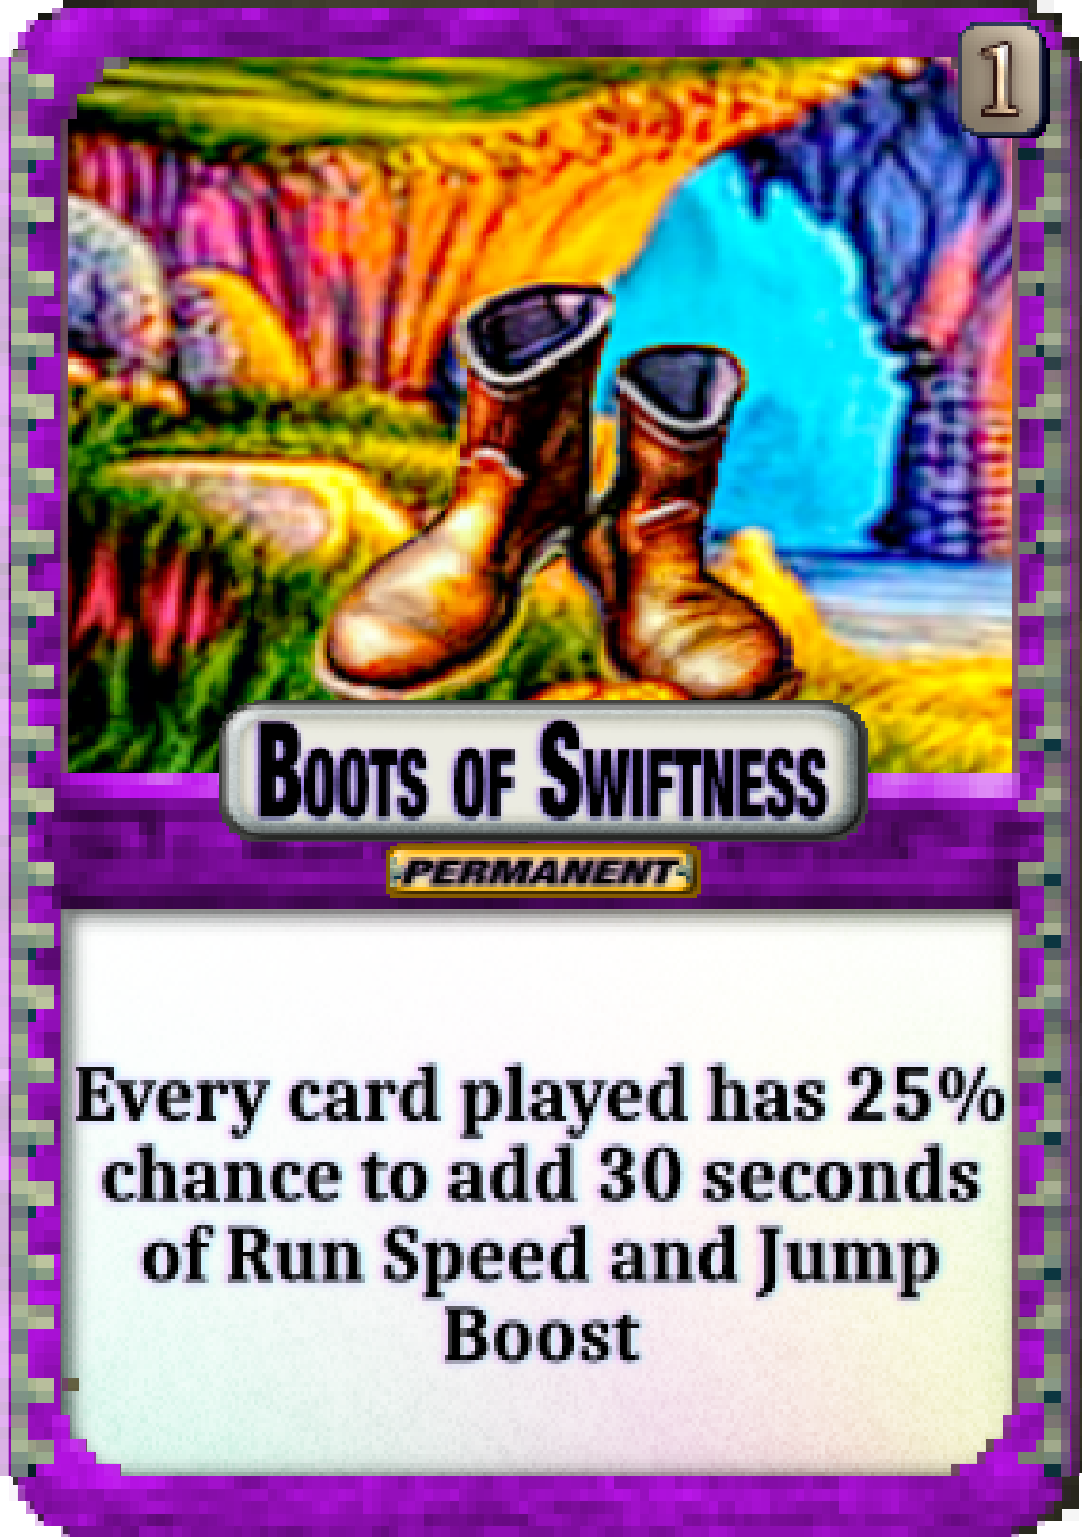 1
BOOTS OF SWIFTNESS
PERMANENT
Every card played has 25%
chance to add 30 seconds
of Run Speed and Jump
Boost